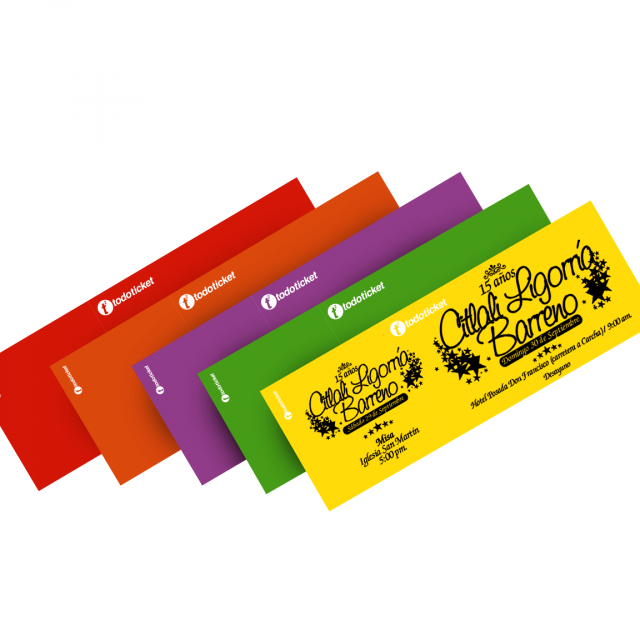 todoticket
todoticket
todoticket
todoticket
todoticket
15 años
Citlali Ligorría
Barreno
Sábado 29 de Septiembre
Misa
Iglesia San Martín
5:00 pm.
15 años
Citlali Ligorría
Barreno
Domingo 30 de Septiembre
Hotel Posada Don Francisco (carretera a Carcha)/ 9:00 am.
Desayuno